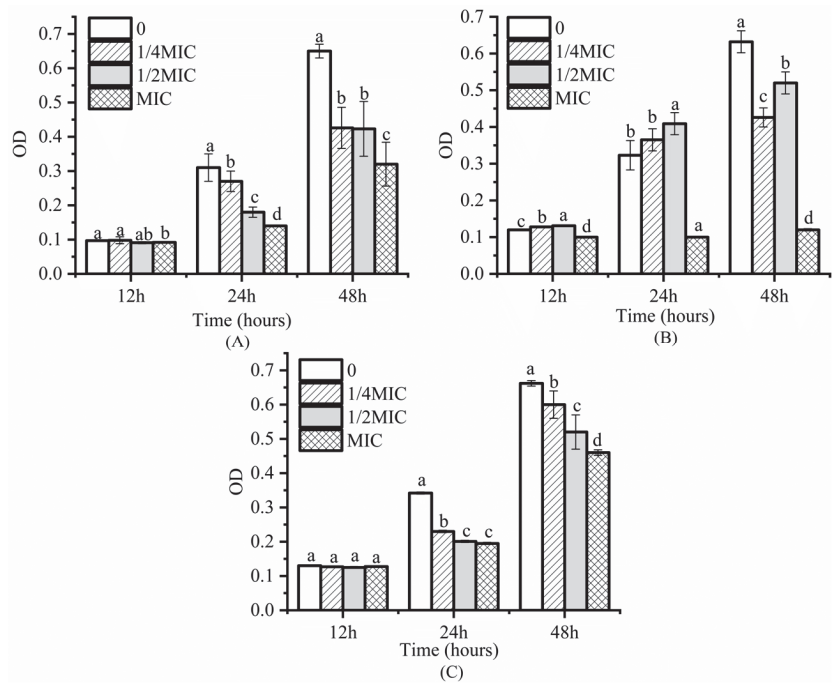 0
1/4MIC
1/2MIC
MIC
0.7
0.6
0.5
0.4
0.3
0.2
0.1
0.0
OD
a a ab b
a b c d
a b b c
12h 24h 48h
Time (hours)
(A)
0
1/4MIC
1/2MIC
MIC
0.7
0.6
0.5
0.4
0.3
0.2
0.1
0.0
OD
c b a d
b b a a
a c b d
12h 24h 48h
Time (hours)
(B)
0
1/4MIC
1/2MIC
MIC
0.7
0.6
0.5
0.4
0.3
0.2
0.1
0.0
OD
a a a a
a b c c
a b c d
12h 24h 48h
Time (hours)
(C)